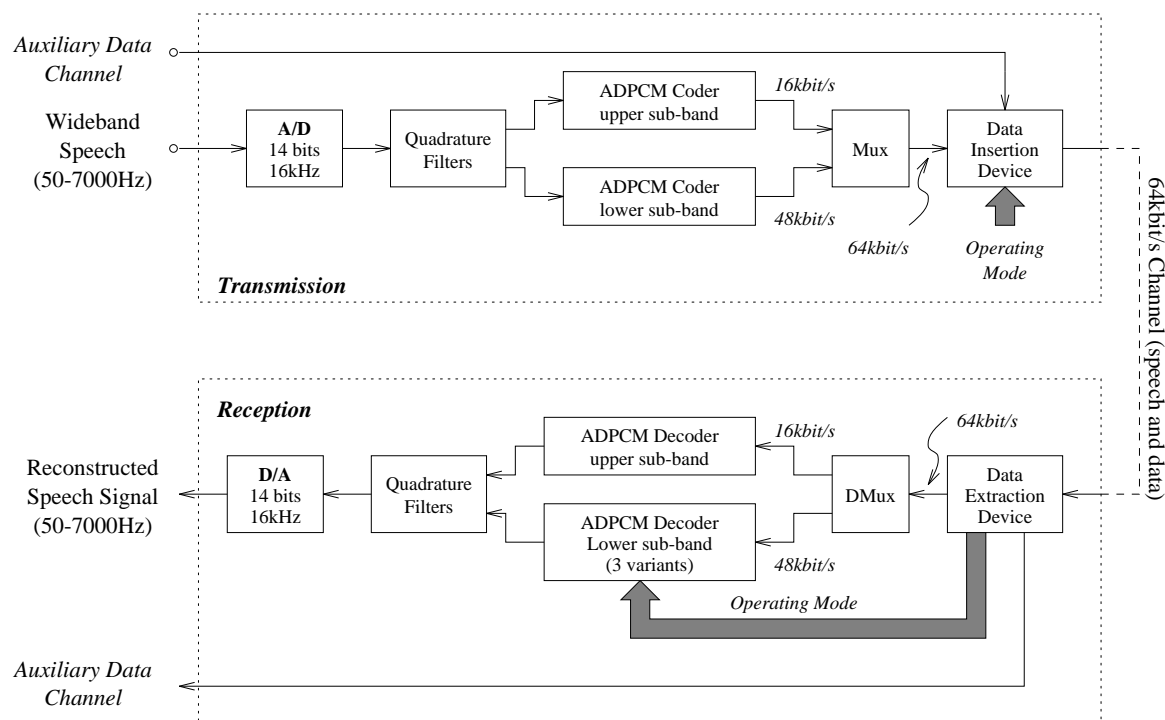 Auxiliary Data
Channel
Wideband
Speech
(50-7000Hz)
A/D
14 bits
16kHz
Quadrature
Filters
ADPCM Coder
upper sub-band
ADPCM Coder
lower sub-band
16kbit/s
48kbit/s
Mux
64kbit/s
Data
Insertion
Device
Operating
Mode
Transmission
64kbit/s Channel (speech and data)
Reception
Reconstructed
Speech Signal
(50-7000Hz)
D/A
14 bits
16kHz
Quadrature
Filters
ADPCM Decoder
upper sub-band
ADPCM Decoder
Lower sub-band
(3 variants)
16kbit/s
48kbit/s
DMux
64kbit/s
Data
Extraction
Device
Operating Mode
Auxiliary Data
Channel